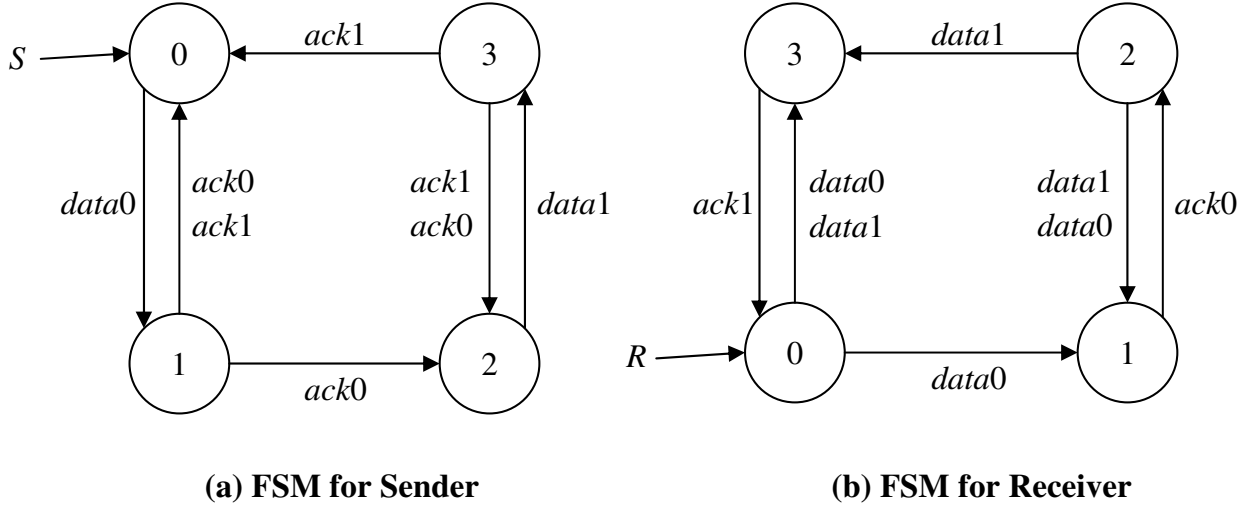 S
0
ack1
3
data0
ack0
ack1
ack1
ack0
data1
1
ack0
2
(a) FSM for Sender
3
data1
2
ack1
data0
data1
data1
data0
ack0
R
0
data0
1
(b) FSM for Receiver